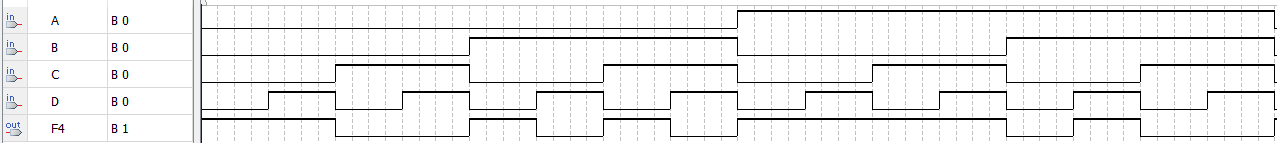 in A B 0
in B B 0
in C B 0
in D B 0
out F4 B 1